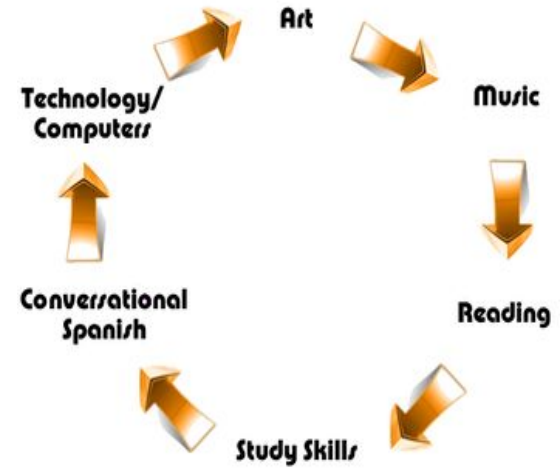 Art
Music
Reading
Study Skills
Conversational
Spanish
Technology/
Computers